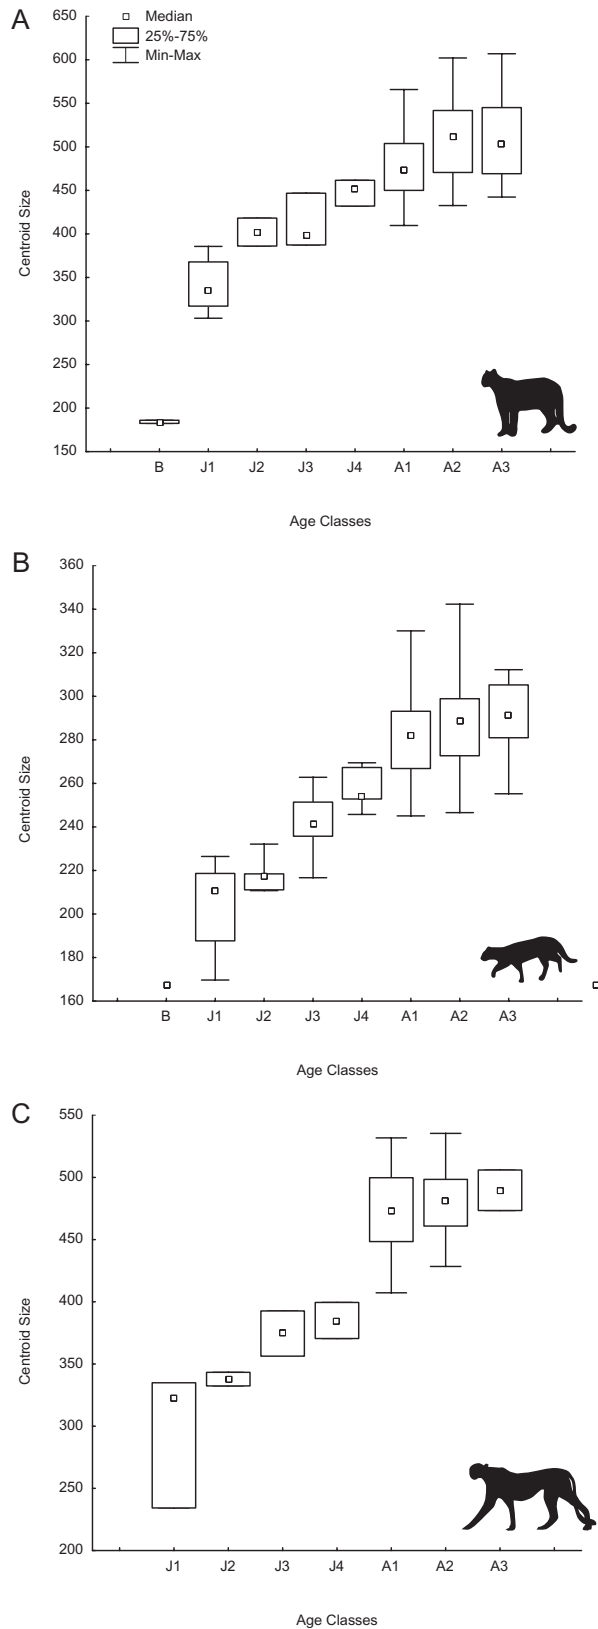 A
Median
25%-75%
Min-Max
650
600
550
500
450
400
350
300
250
200
150
Centroid Size
B J1 J2 J3 J4 A1 A2 A3
Age Classes
B
360
340
320
300
280
260
240
220
200
180
160
Centroid Size
B J1 J2 J3 J4 A1 A2 A3
Age Classes
C
550
500
450
400
350
300
250
200
Centroid Size
J1 J2 J3 J4 A1 A2 A3
Age Classes